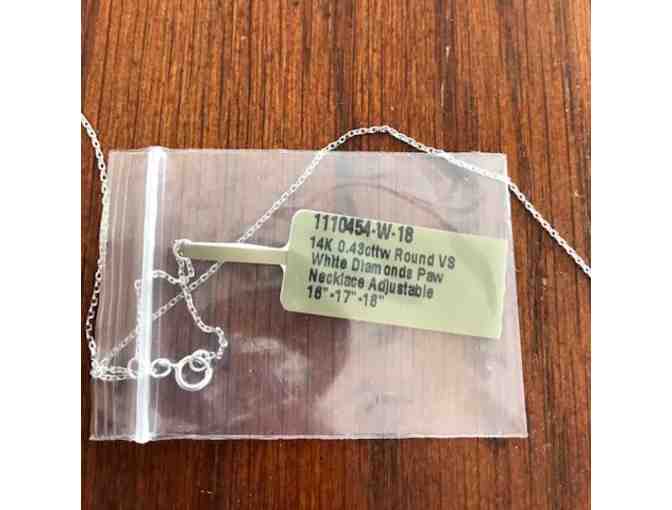 1110454-W-18
14K 0.43cttw Round VS
White Diamonds Paw
Necklace Adjustable
16"-17"-18"